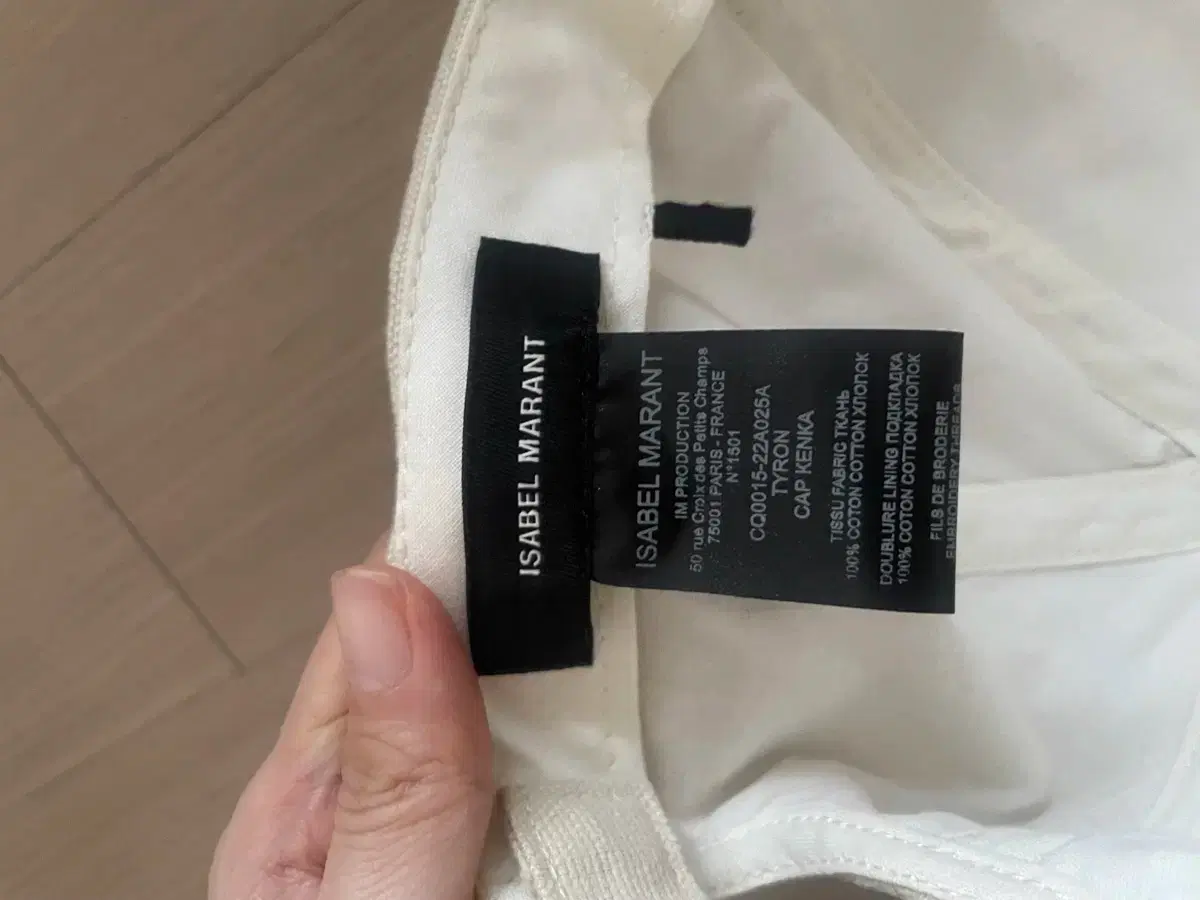 ISABEL MARANT
ISABEL MARANT
IM PRODUCTION
50 rue Croix des Petits Champs
75001 PARIS - FRANCE
N°1501
CQ0015-22A025A
TYRON
CAP KENKA
TISSU FABRIC ТКАНЬ
100% COTON COTTON ХЛОПОК
DOUBLURE LINING ПОДКЛАДКА
100% COTON COTTON ХЛОПОК
FILS DE BRODERIE
EMBROIDERY THREADS